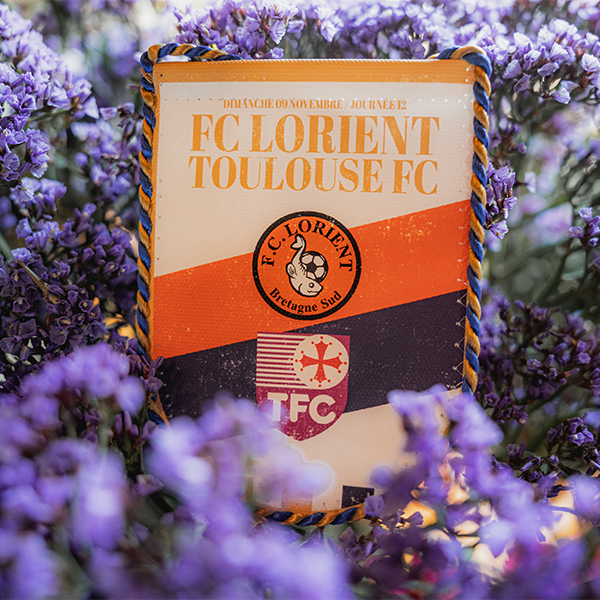 DIMANCHE 09 NOVEMBRE JOURNÉE 12
FC LORIENT
TOULOUSE FC
F.C. LORIENT
Bretagne Sud
TFC